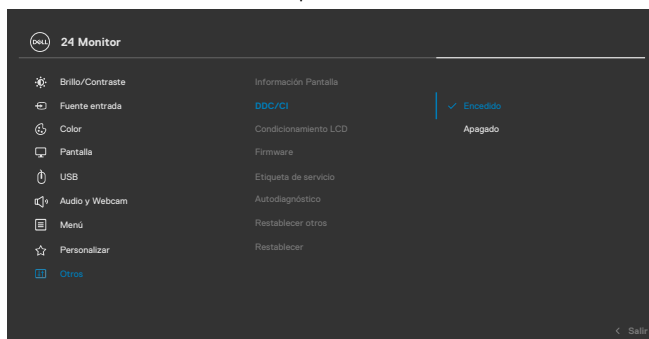 DELL 24 Monitor
Brillo/Contraste Información Pantalla
Fuente entrada DDC/CI ✓ Encedido
Color Condicionamiento LCD Apagado
Pantalla Firmware
USB Etiqueta de servicio
Audio y Webcam Autodiagnóstico
Menú Restablecer otros
Personalizar Restablecer
Otros
< Salir